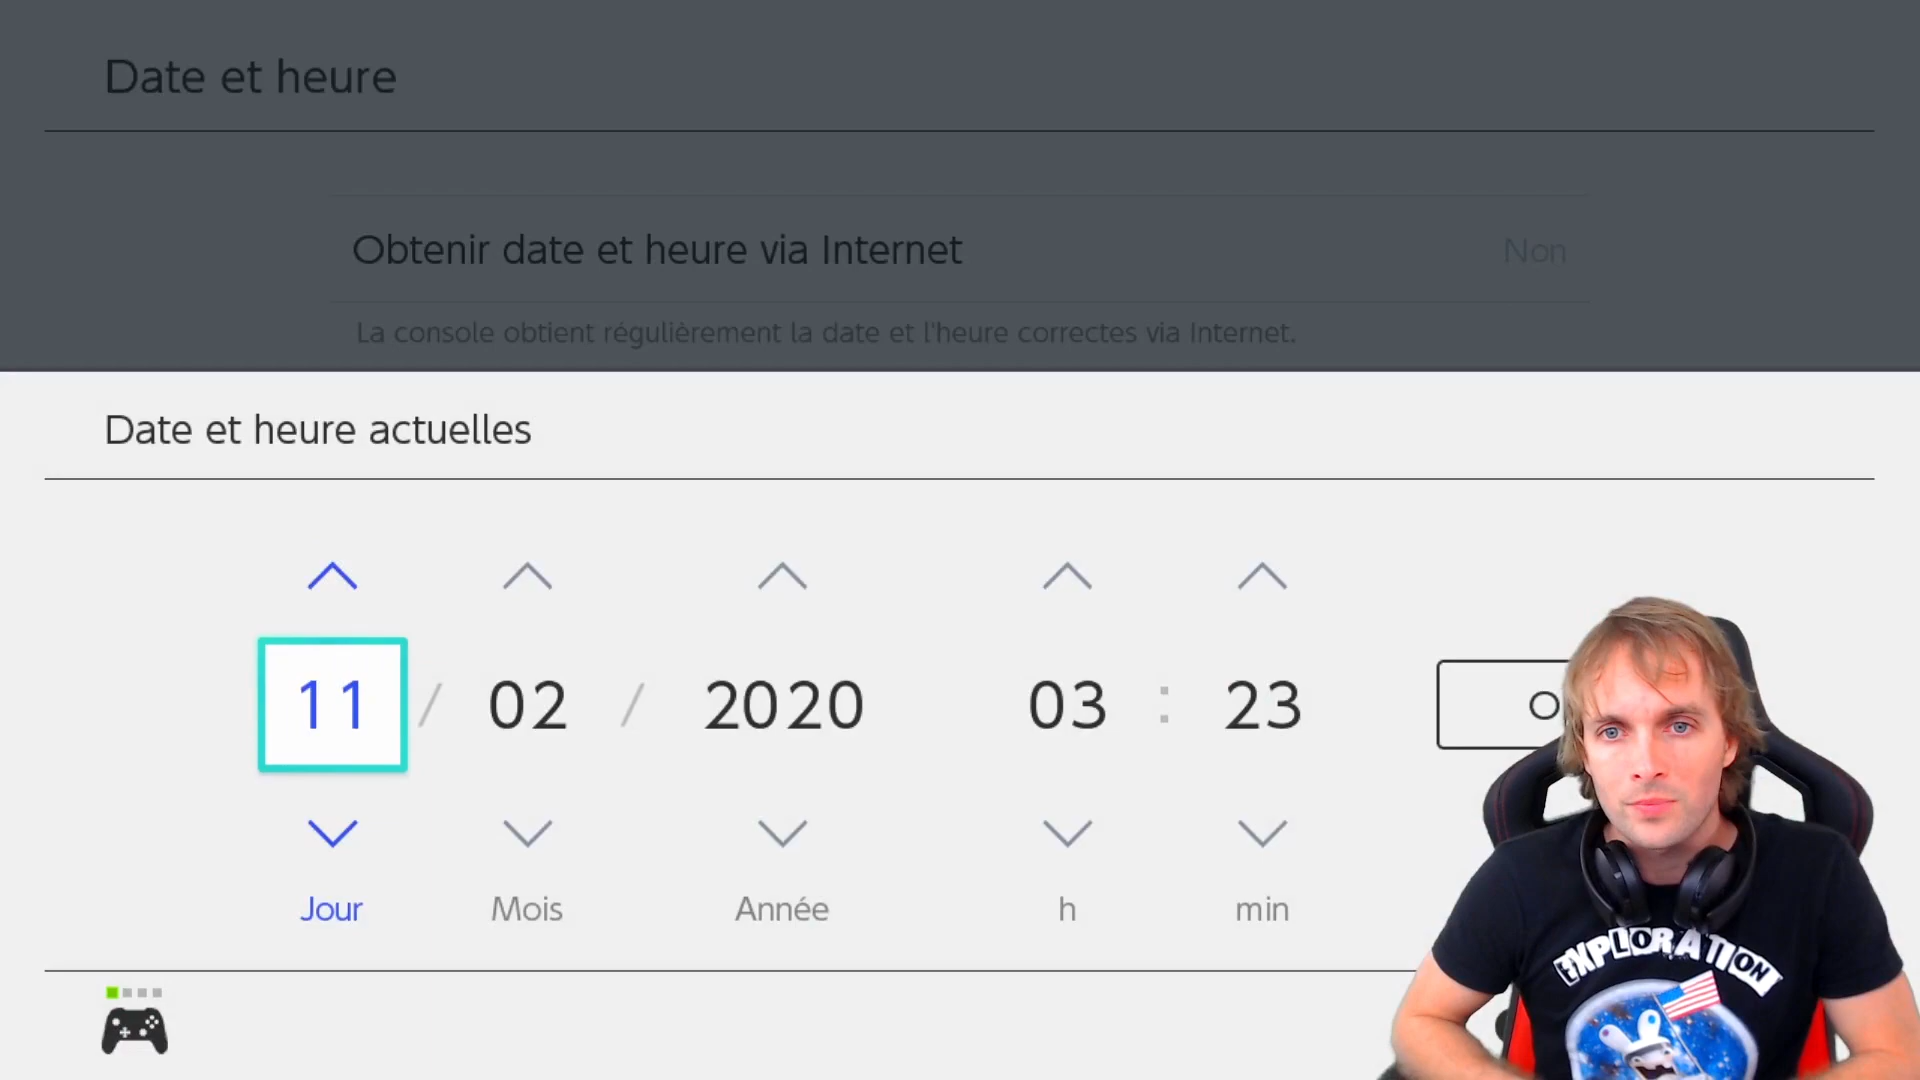 Date et heure
Obtenir date et heure via Internet Non
La console obtient régulièrement la date et l'heure correctes via Internet.
Date et heure actuelles
11 / 02 / 2020 03 : 23 O
Jour Mois Année h min
EXPLORATION